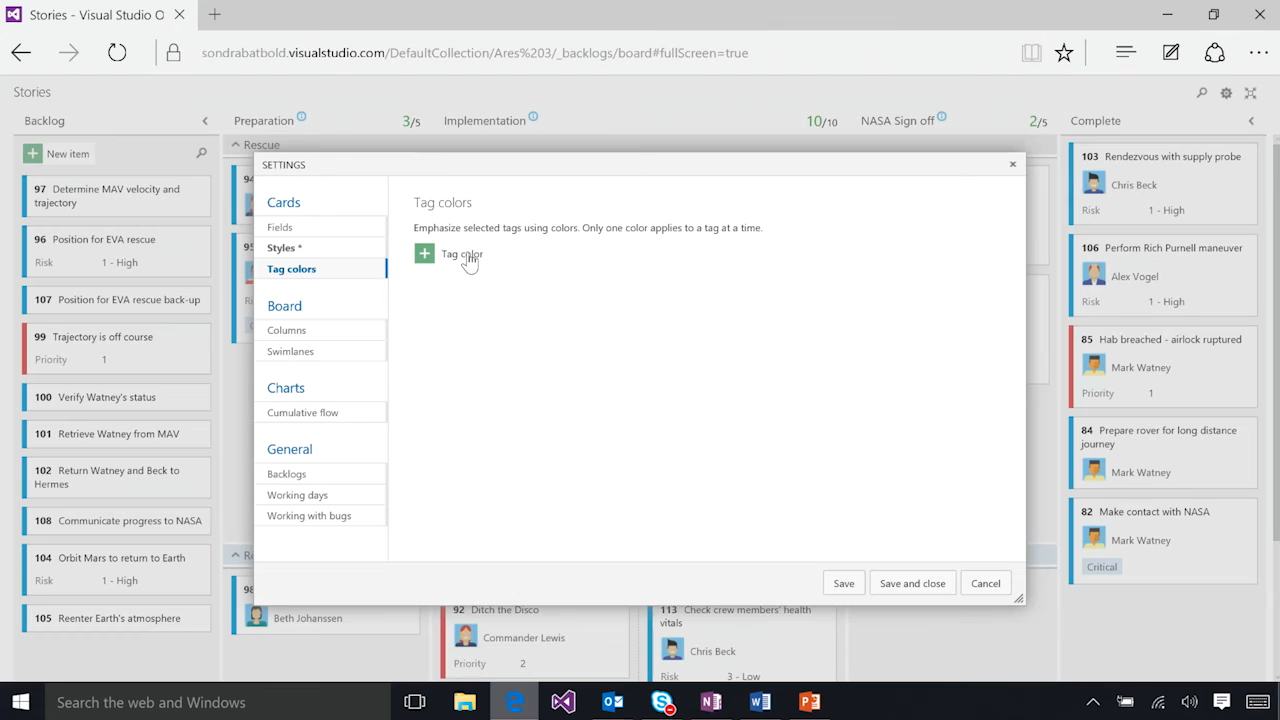 Stories - Visual Studio O
sondrabatbold.visualstudio.com/DefaultCollection/Ares%203/_backlogs/board#fullScreen=true
Stories
Backlog
Preparation
3/5
Implementation
10/10
NASA Sign off
2/5
Complete
Rescue
New item
97 Determine MAV velocity and
trajectory
96 Position for EVA rescue
Risk 1 - High
107 Position for EVA rescue back-up
99 Trajectory is off course
Priority 1
100 Verify Watney's status
101 Retrieve Watney from MAV
102 Return Watney and Beck to
Hermes
108 Communicate progress to NASA
104 Orbit Mars to return to Earth
Risk 1 - High
105 Reenter Earth's atmosphere
SETTINGS
Cards
Fields
Styles *
Tag colors
Board
Columns
Swimlanes
Charts
Cumulative flow
General
Backlogs
Working days
Working with bugs
Tag colors
Emphasize selected tags using colors. Only one color applies to a tag at a time.
Tag color
Save
Save and close
Cancel
Beth Johanssen
92 Ditch the Disco
Commander Lewis
Priority 2
113 Check crew members' health
vitals
Chris Beck
3 - Low
103 Rendezvous with supply probe
Chris Beck
Risk 1 - High
106 Perform Rich Purnell maneuver
Alex Vogel
Risk 1 - High
85 Hab breached - airlock ruptured
Mark Watney
Priority 1
84 Prepare rover for long distance
journey
Mark Watney
82 Make contact with NASA
Mark Watney
Critical
Search the web and Windows